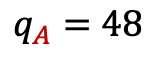 q_A = 48